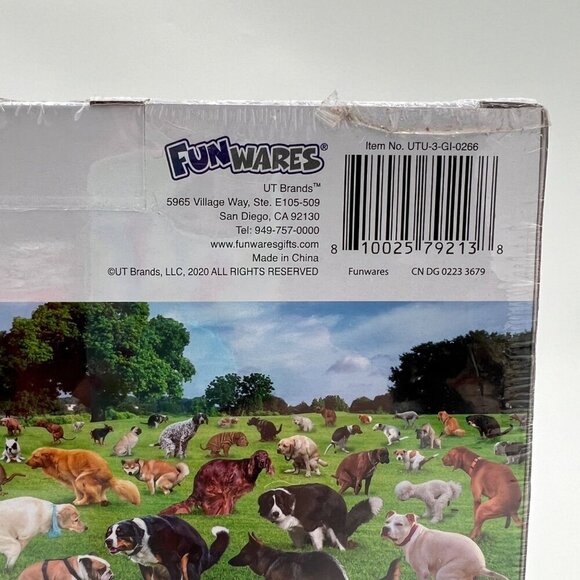 FUNWARES®
UT Brands™
5965 Village Way, Ste. E105-509
San Diego, CA 92130
Tel: 949-757-0000
www.funwaresgifts.com
Made in China
©UT Brands, LLC, 2020 ALL RIGHTS RESERVED
Item No. UTU-3-GI-0266
8 10025 79213 8
Funwares CN DG 0223 3679